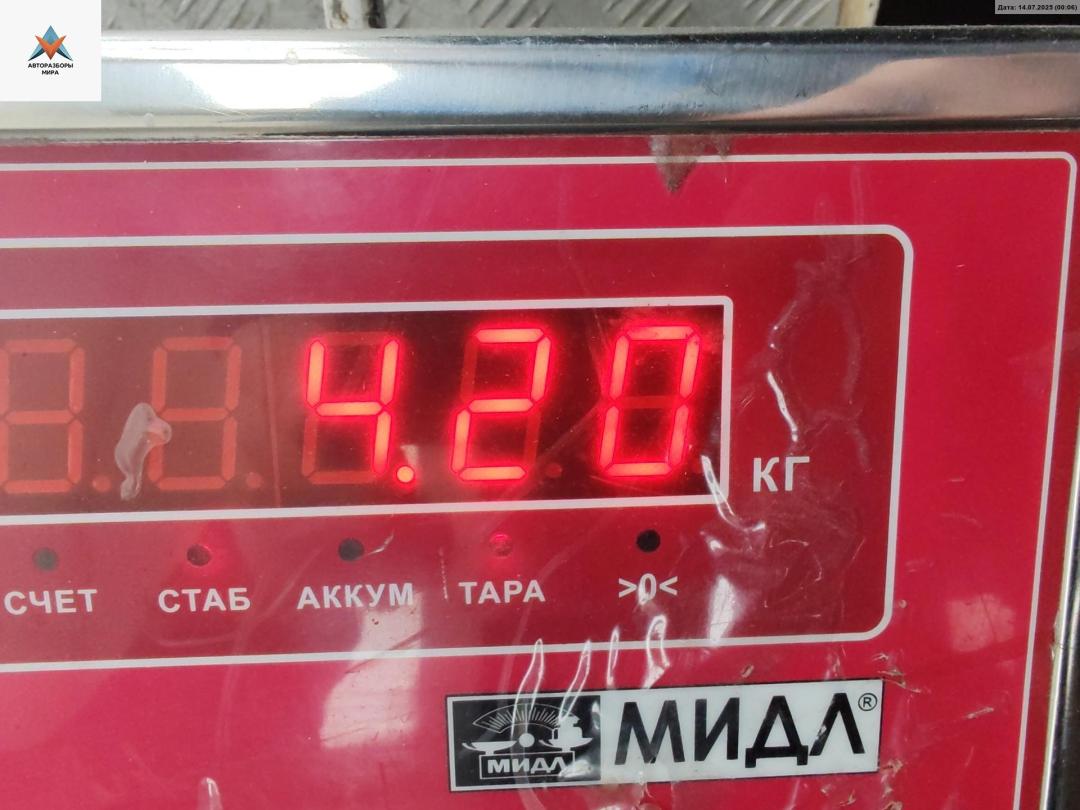 Дата: 14.07.2025 (00:06)
АВТОРАЗБОРЫ
МИРА
4.20
КГ
СЧЕТ СТАБ АККУМ ТАРА >0<
МИДЛ
МИДЛ®